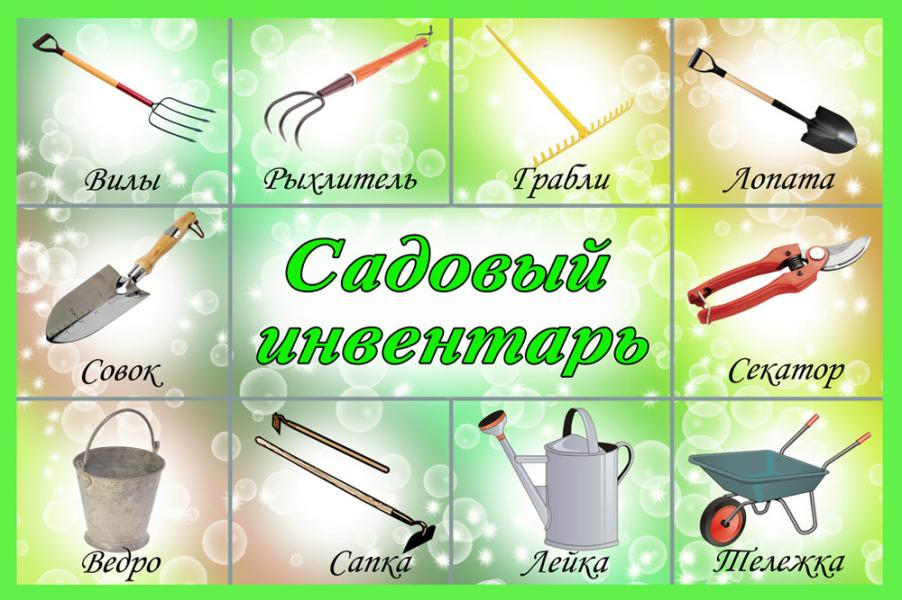 Вилы
Рыхлитель
Грабли
Лопата
Совок
Садовый
инвентарь
Секатор
Ведро
Сапка
Лейка
Тележка